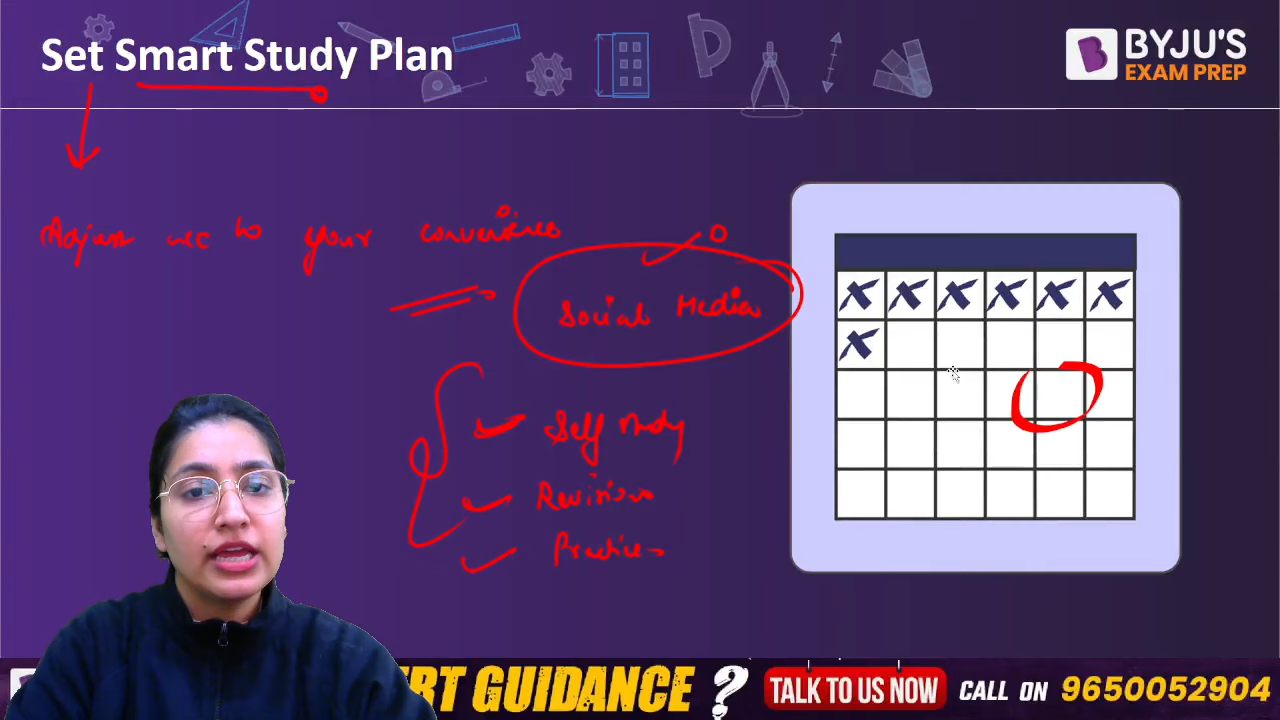 Set Smart Study Plan
BYJU'S
EXAM PREP
Adjust acc to your convenience
Social Media
Self study
Revision
Practice
ERT GUIDANCE ?
TALK TO US NOW
CALL ON 9650052904